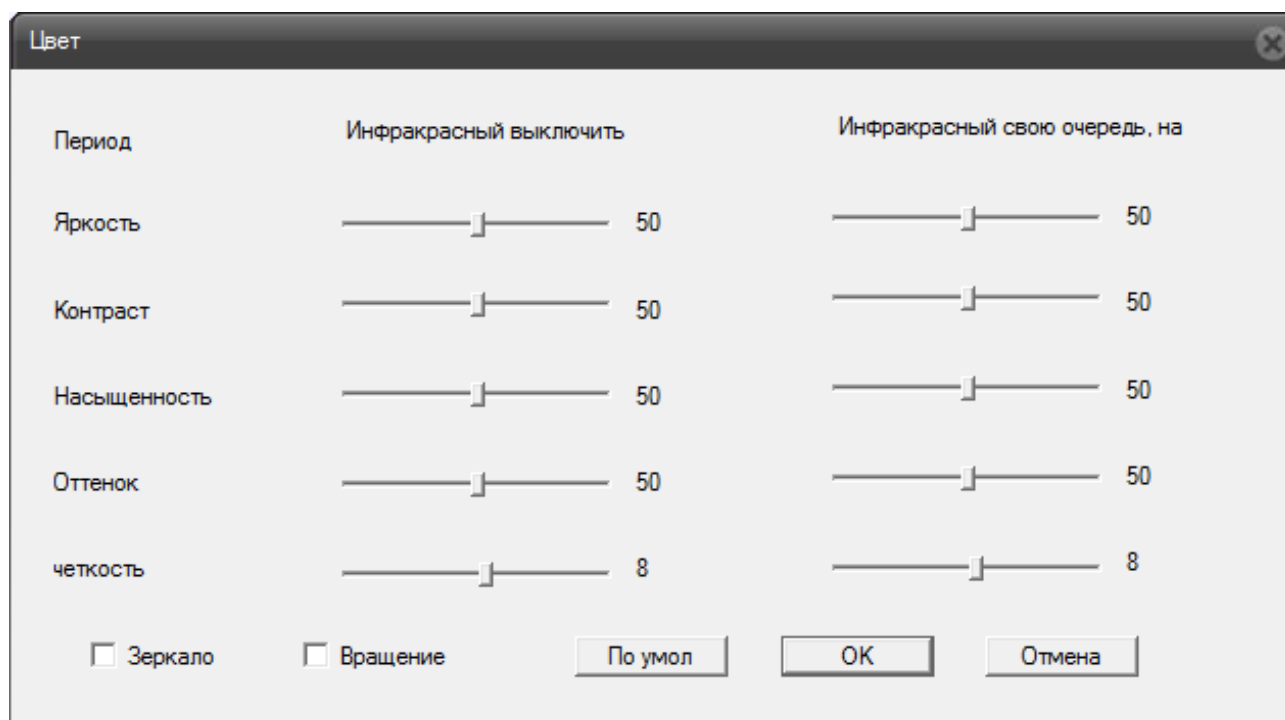 Цвет
Период Инфракрасный выключить Инфракрасный свою очередь, на
Яркость 50 50
Контраст 50 50
Насыщенность 50 50
Оттенок 50 50
четкость 8 8
Зеркало Вращение По умол OK Отмена